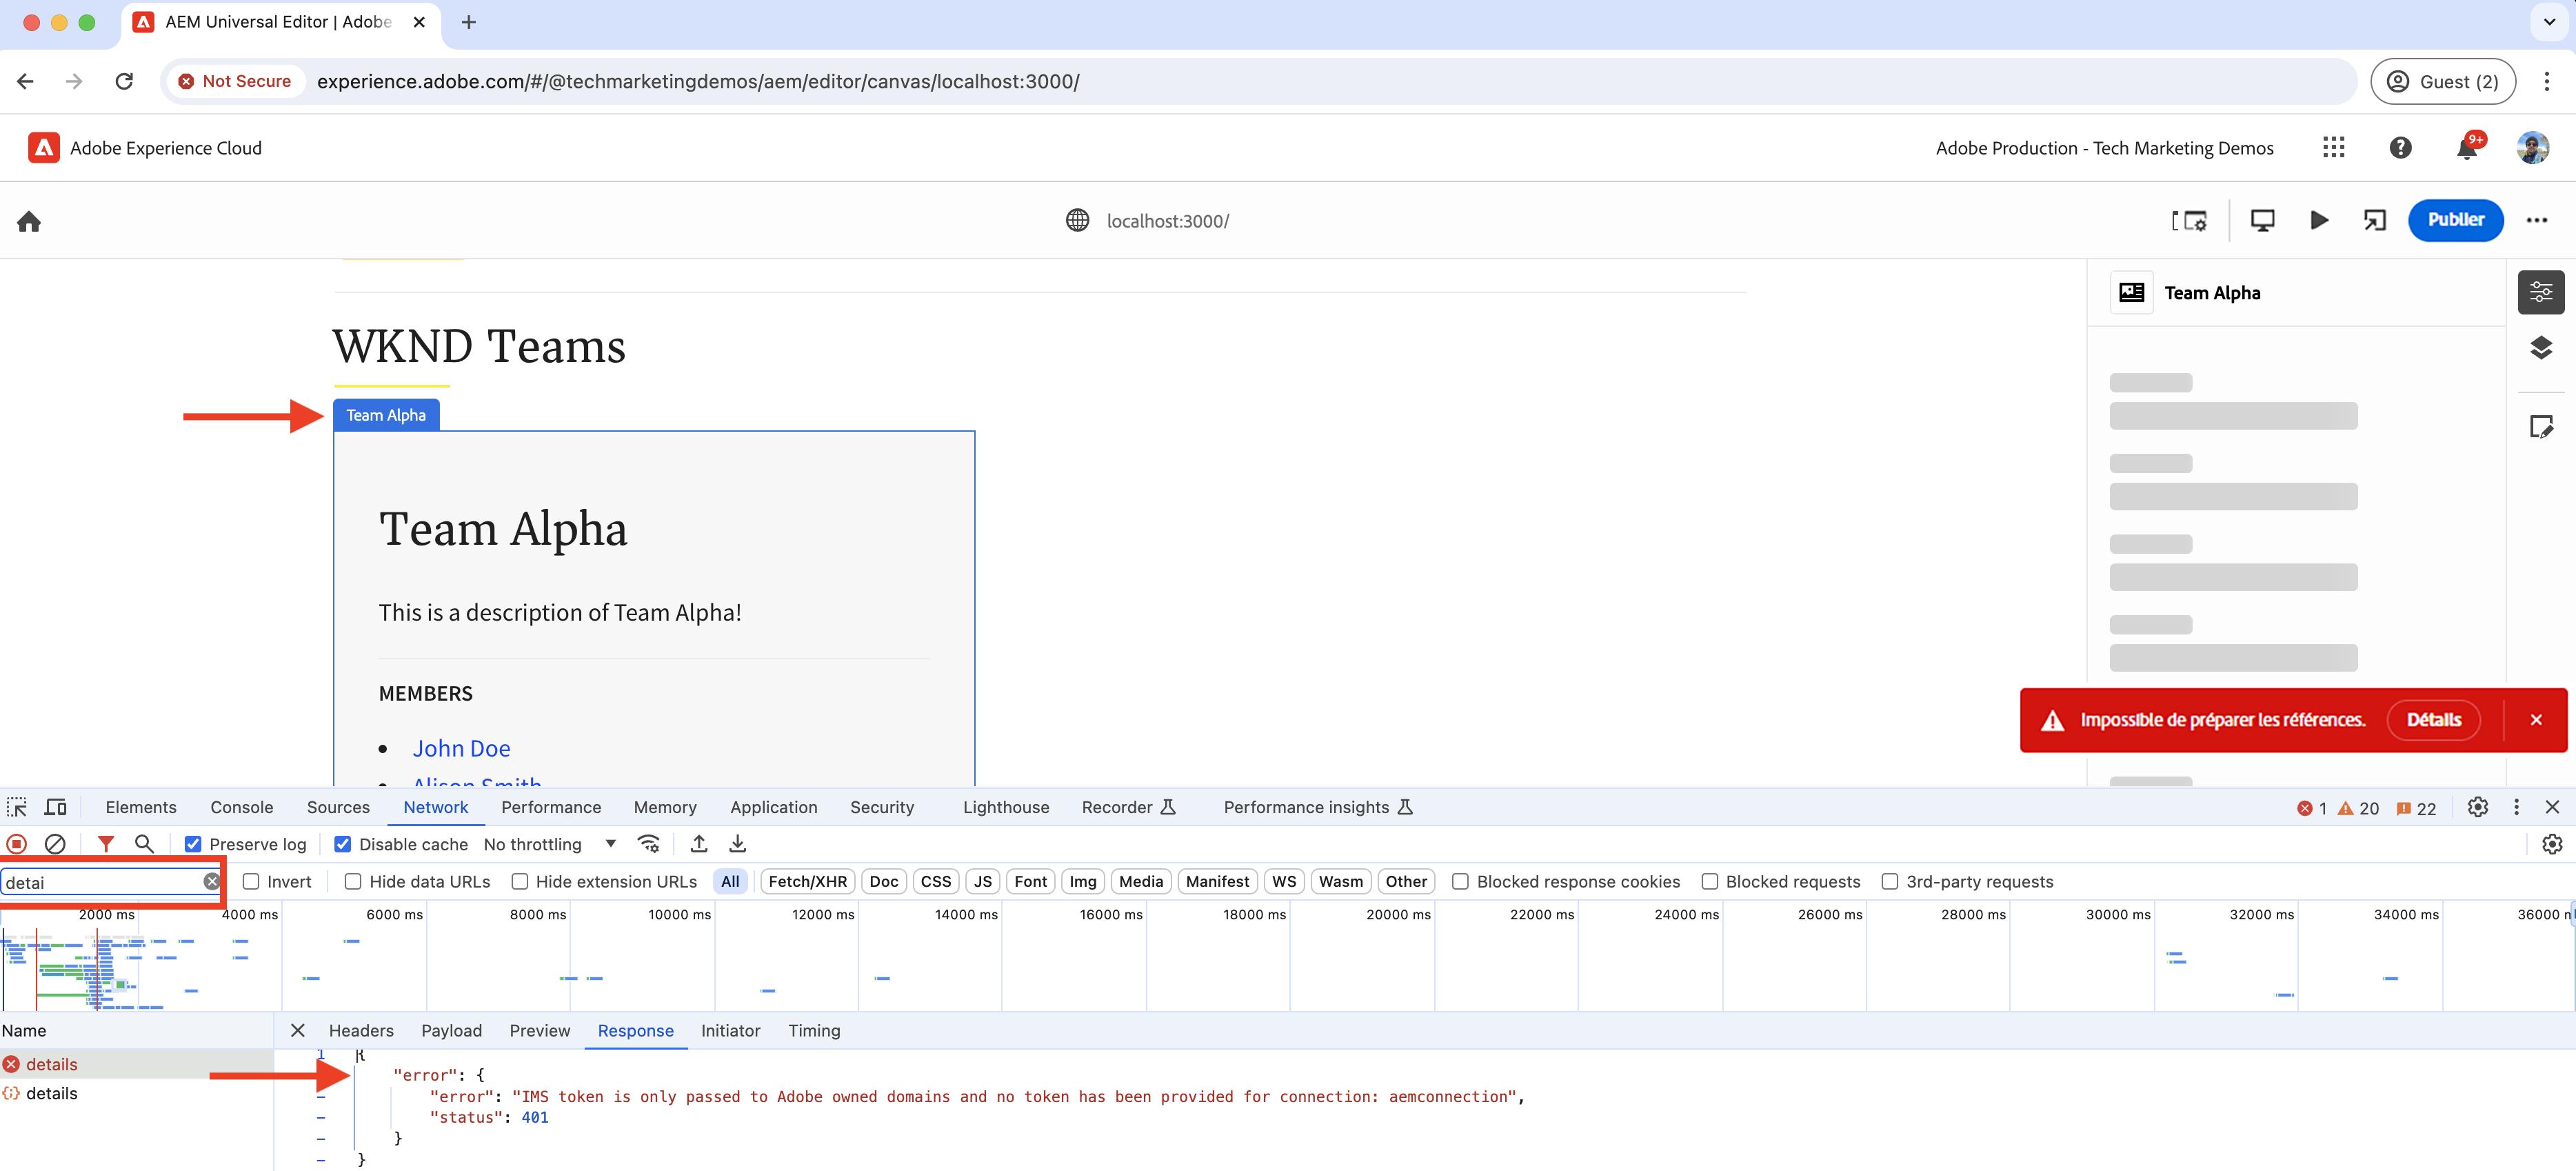 AEM Universal Editor | Adobe
Not Secure
experience.adobe.com/#/@techmarketingdemos/aem/editor/canvas/localhost:3000/
Guest (2)
Adobe Experience Cloud
Adobe Production - Tech Marketing Demos
9+
localhost:3000/
Publier
Team Alpha
WKND Teams
Team Alpha
Team Alpha
This is a description of Team Alpha!
MEMBERS
John Doe
Alison Smith
Impossible de préparer les références.
Détails
Elements
Console
Sources
Network
Performance
Memory
Application
Security
Lighthouse
Recorder
Performance insights
1
20
22
Preserve log
Disable cache
No throttling
detai
Invert
Hide data URLs
Hide extension URLs
All
Fetch/XHR
Doc
CSS
JS
Font
Img
Media
Manifest
WS
Wasm
Other
Blocked response cookies
Blocked requests
3rd-party requests
2000 ms
4000 ms
6000 ms
8000 ms
10000 ms
12000 ms
14000 ms
16000 ms
18000 ms
20000 ms
22000 ms
24000 ms
26000 ms
28000 ms
30000 ms
32000 ms
34000 ms
36000 m
Name
Headers
Payload
Preview
Response
Initiator
Timing
details
details
1 {
- "error": {
- "error": "IMS token is only passed to Adobe owned domains and no token has been provided for connection: aemconnection",
- "status": 401
- }
- }